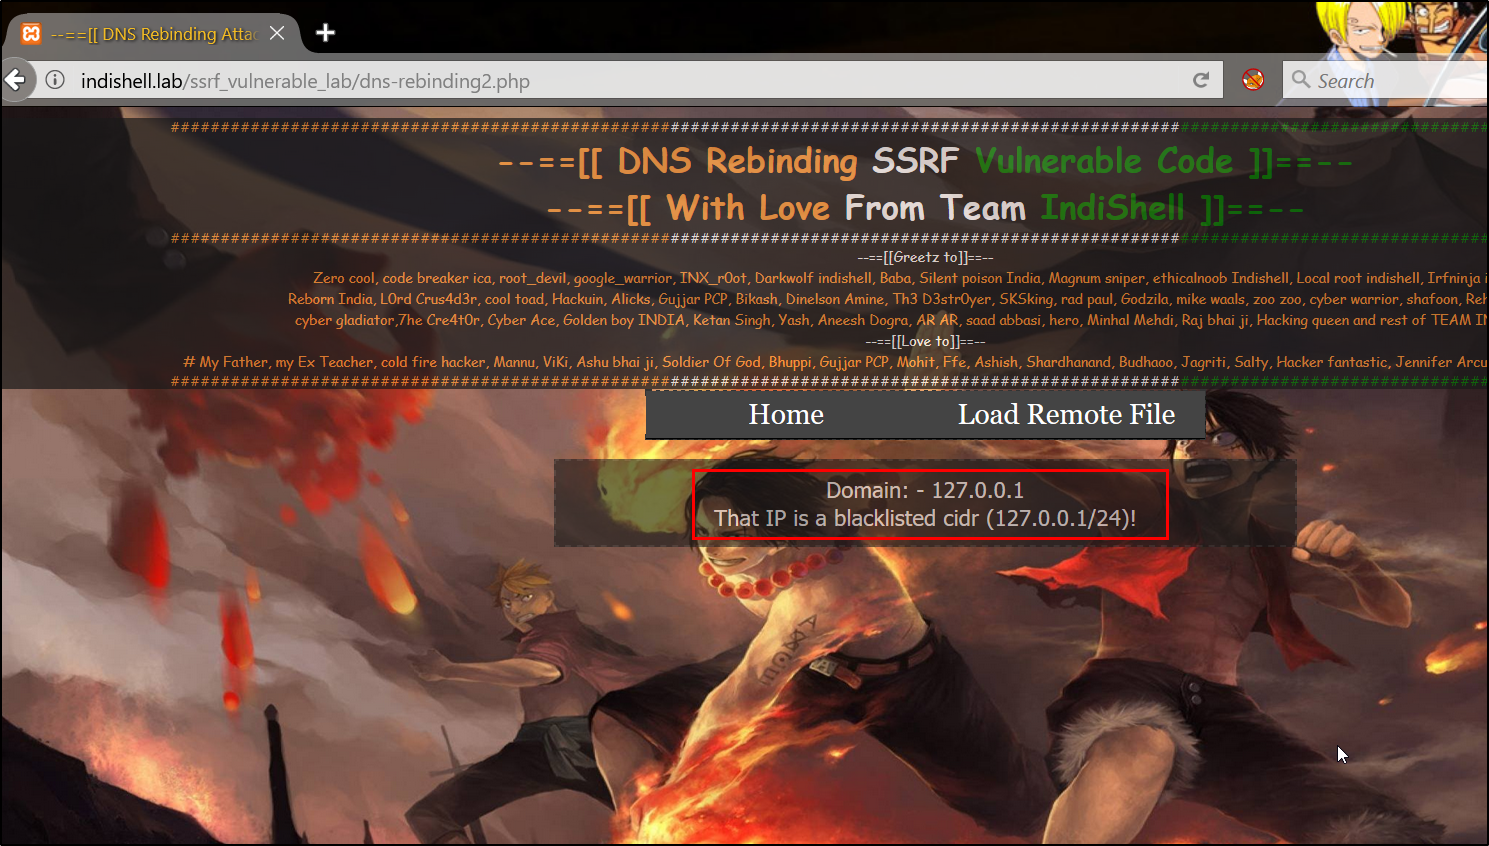 --==[[ DNS Rebinding Attac
indishell.lab/ssrf_vulnerable_lab/dns-rebinding2.php
Search
--==[[ DNS Rebinding SSRF Vulnerable Code ]]==--
--==[[ With Love From Team IndiShell ]]==--
--==[[Greetz to]]==--
Zero cool, code breaker ica, root_devil, google_warrior, INX_r0ot, Darkwolf indishell, Baba, Silent poison India, Magnum sniper, ethicalnoob Indishell, Local root indishell, Irfninja i
Reborn India, L0rd Crus4d3r, cool toad, Hackuin, Alicks, Gujjar PCP, Bikash, Dinelson Amine, Th3 D3str0yer, SKSking, rad paul, Godzila, mike waals, zoo zoo, cyber warrior, shafoon, Reh
cyber gladiator,7he Cre4t0r, Cyber Ace, Golden boy INDIA, Ketan Singh, Yash, Aneesh Dogra, AR AR, saad abbasi, hero, Minhal Mehdi, Raj bhai ji, Hacking queen and rest of TEAM IN
--==[[Love to]]==--
# My Father, my Ex Teacher, cold fire hacker, Mannu, ViKi, Ashu bhai ji, Soldier Of God, Bhuppi, Gujjar PCP, Mohit, Ffe, Ashish, Shardhanand, Budhaoo, Jagriti, Salty, Hacker fantastic, Jennifer Arcu
Home Load Remote File
Domain: - 127.0.0.1
That IP is a blacklisted cidr (127.0.0.1/24)!